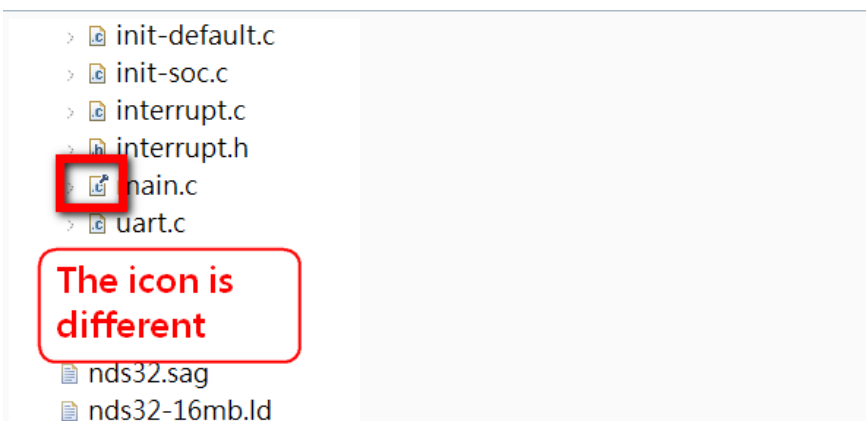 init-default.c
init-soc.c
interrupt.c
interrupt.h
main.c
uart.c
The icon is
different
nds32.sag
nds32-16mb.ld